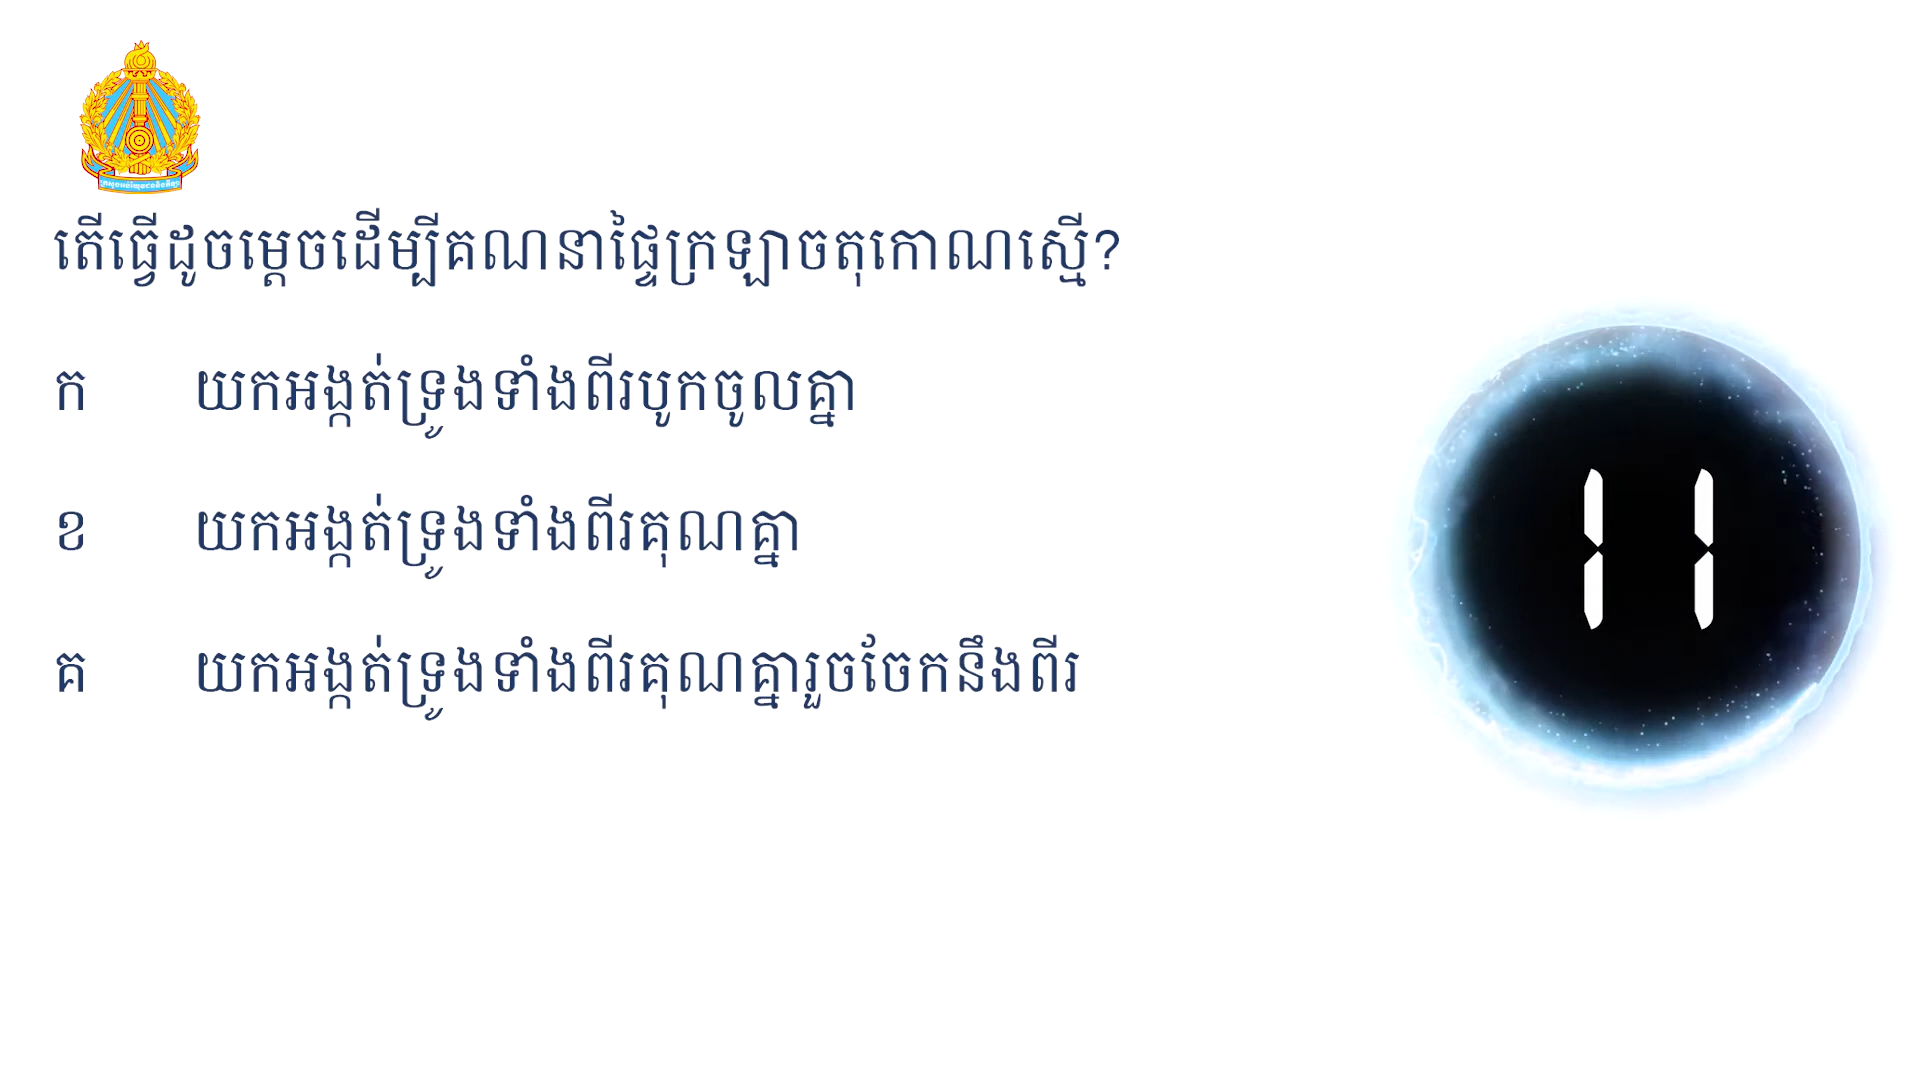 តើធ្វើដូចម្តេចដើម្បីគណនាផ្ទៃក្រឡាចតុកោណស្មើ?
ក យកអង្កត់ទ្រូងទាំងពីរបូកចូលគ្នា
ខ យកអង្កត់ទ្រូងទាំងពីរគុណគ្នា
គ យកអង្កត់ទ្រូងទាំងពីរគុណគ្នារួចចែកនឹងពីរ
11